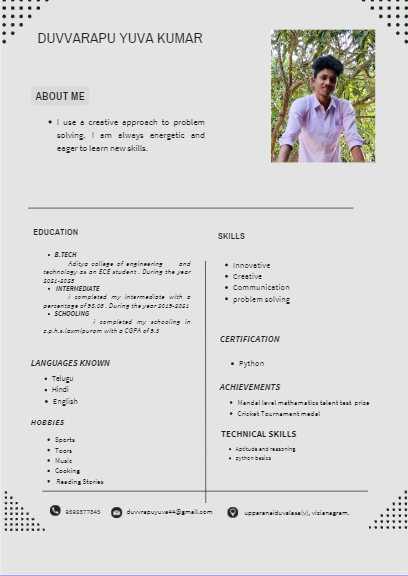 DUVVARAPU YUVA KUMAR
ABOUT ME
I use a creative approach to problem
solving. I am always energetic and
eager to learn new skills.
EDUCATION
B.TECH
Aditya college of engineering and
technology as an ECE student . During the year
2021-2025
INTERMEDIATE
I completed my intermediate with a
percentage of 95.05 . During the year 2019-2021
SCHOOLING
I completed my schooling in
z.p.h.s.laxmipuram with a CGPA of 9.5
LANGUAGES KNOWN
Telugu
Hindi
English
HOBBIES
Sports
Toors
Music
Cooking
Reading Stories
SKILLS
Innovative
Creative
Communication
problem solving
CERTIFICATION
Python
ACHIEVEMENTS
Mandal level mathematics talent test prize
Cricket Tournament medal
TECHNICAL SKILLS
Aptitude and reasoning
python basics
duvvrapuyuva44@gmail.com
upparanaiduvalasa(v), vizianagram.